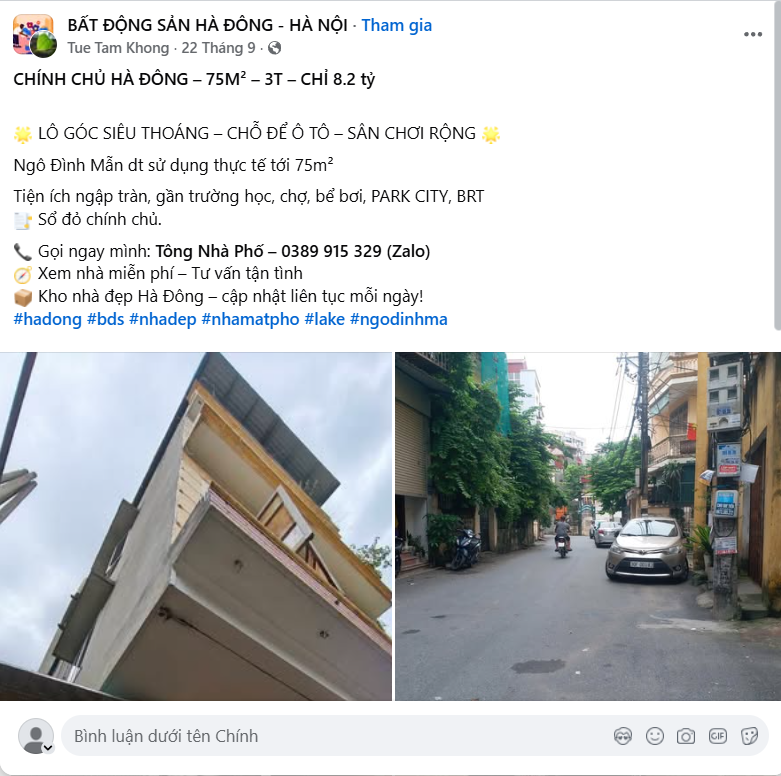 BẤT ĐỘNG SẢN HÀ ĐÔNG - HÀ NỘI · Tham gia
Tue Tam Khong · 22 Tháng 9 ·
CHÍNH CHỦ HÀ ĐÔNG – 75M² – 3T – CHỈ 8.2 tỷ
🌟 LÔ GÓC SIÊU THOÁNG – CHỖ ĐỂ Ô TÔ – SÂN CHƠI RỘNG 🌟
Ngô Đình Mẫn dt sử dụng thực tế tới 75m²
Tiện ích ngập tràn, gần trường học, chợ, bể bơi, PARK CITY, BRT
📑 Sổ đỏ chính chủ.
📞 Gọi ngay mình: Tông Nhà Phố – 0389 915 329 (Zalo)
🧭 Xem nhà miễn phí – Tư vấn tận tình
📦 Kho nhà đẹp Hà Đông – cập nhật liên tục mỗi ngày!
#hadong #bds #nhadep #nhamatpho #lake #ngodinhma
Bình luận dưới tên Chính
GIF